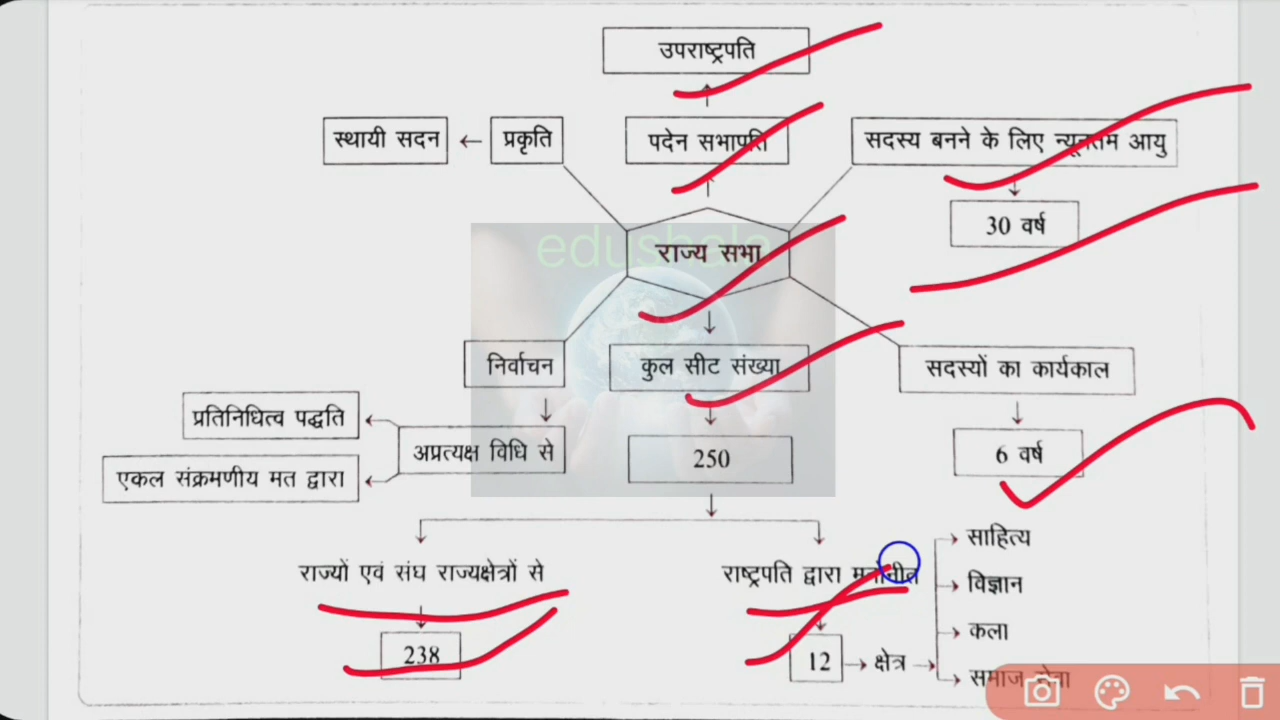 उपराष्ट्रपति
स्थायी सदन
प्रकृति
पदेन सभापति
सदस्य बनने के लिए न्यूनतम आयु
30 वर्ष
edushala
राज्य सभा
निर्वाचन
कुल सीट संख्या
सदस्यों का कार्यकाल
प्रतिनिधित्व पद्धति
अप्रत्यक्ष विधि से
250
6 वर्ष
एकल संक्रमणीय मत द्वारा
राज्यों एवं संघ राज्यक्षेत्रों से
राष्ट्रपति द्वारा मनोनीत
साहित्य
विज्ञान
कला
238
12
क्षेत्र
समाज सेवा